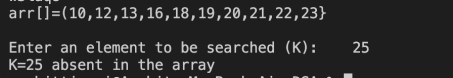 arr[]=(10,12,13,16,18,19,20,21,22,23}
Enter an element to be searched (K):    25
K=25 absent in the array